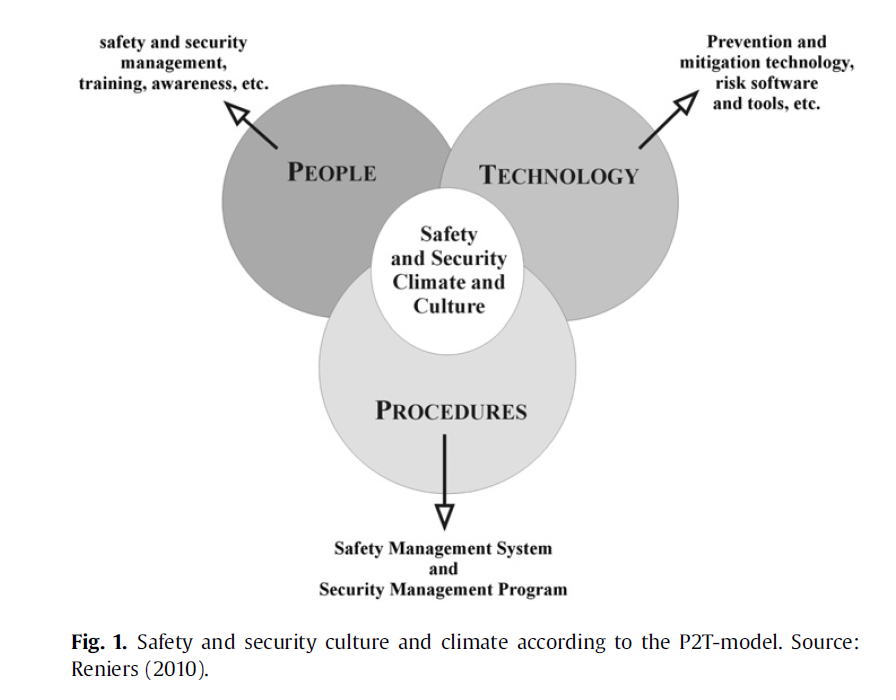 safety and security
management,
training, awareness, etc.
Prevention and
mitigation technology,
risk software
and tools, etc.
PEOPLE
TECHNOLOGY
Safety
and Security
Climate and
Culture
PROCEDURES
Safety Management System
and
Security Management Program
Fig. 1. Safety and security culture and climate according to the P2T-model. Source:
Reniers (2010).